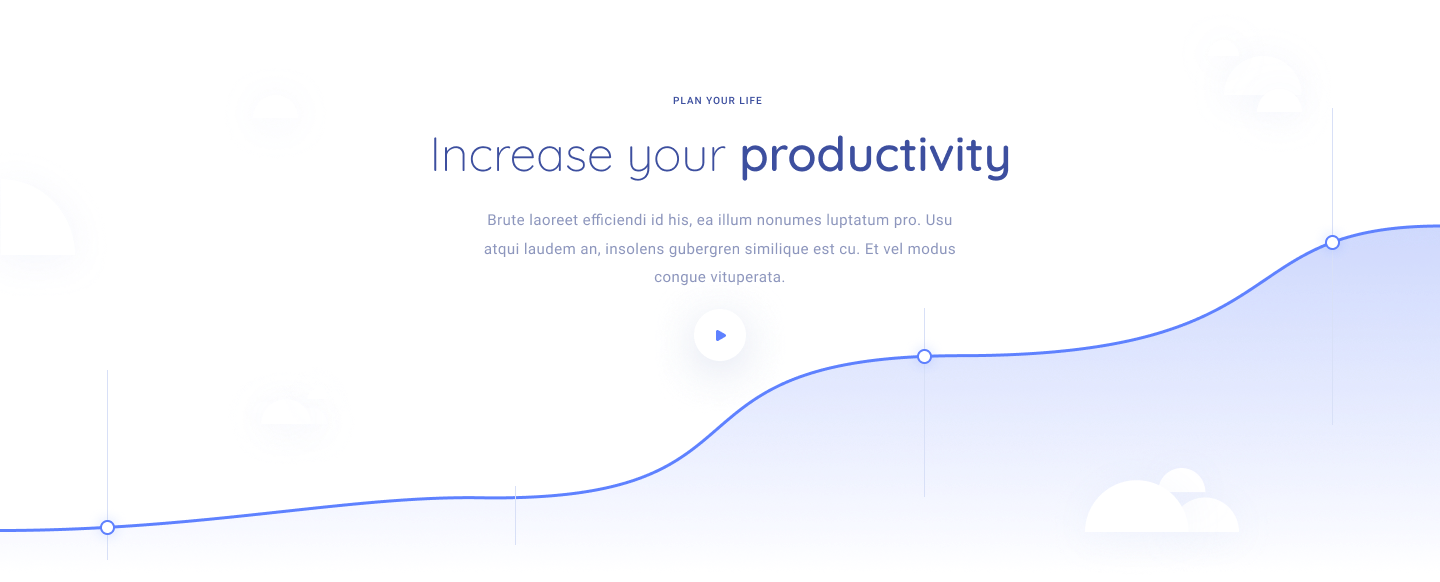 PLAN YOUR LIFE
Increase your productivity
Brute laoreet efficiendi id his, ea illum nonumes luptatum pro. Usu
atqui laudem an, insolens gubergren similique est cu. Et vel modus
congue vituperata.